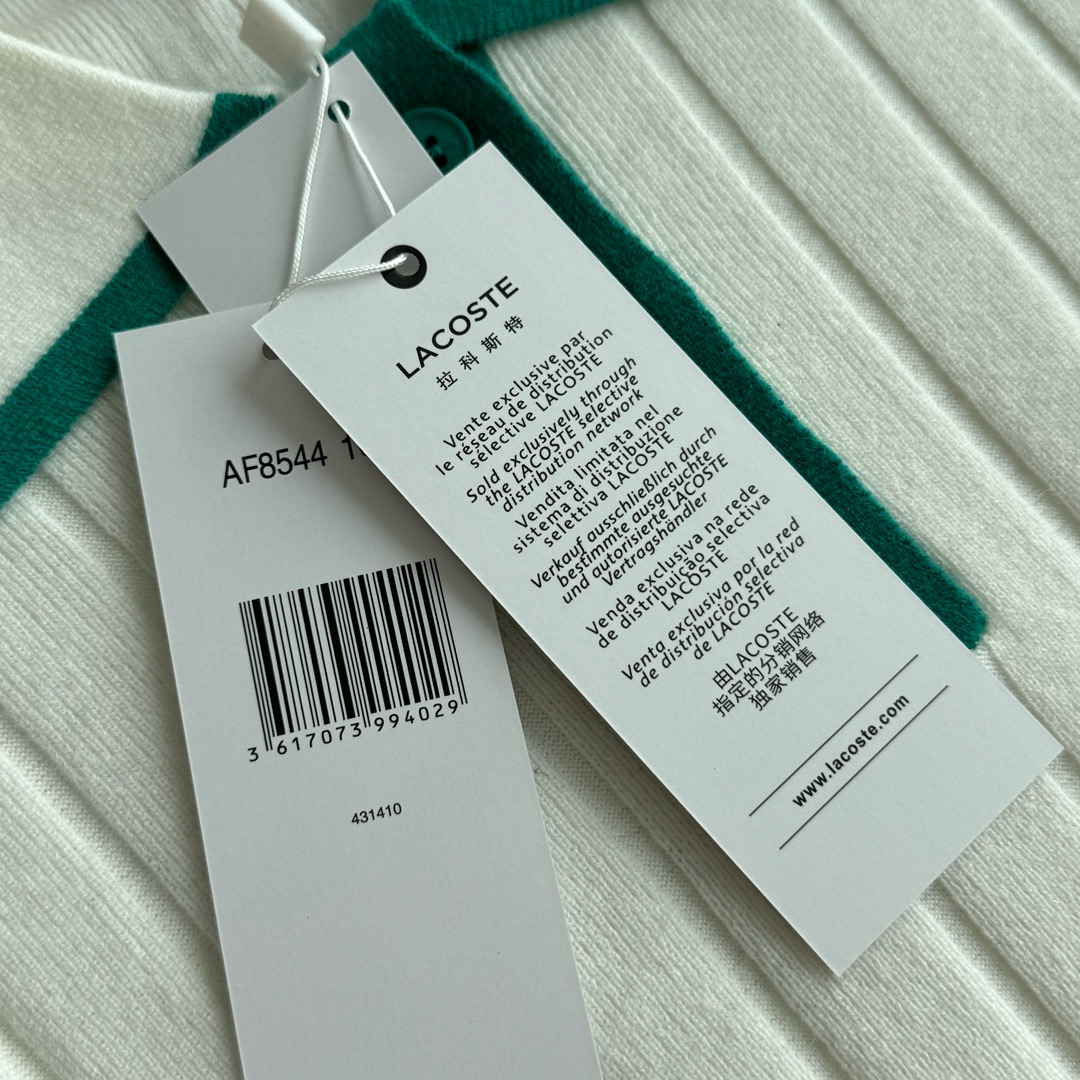 LACOSTE
拉科斯特
Vente exclusive par
le réseau de distribution
sélective LACOSTE
Sold exclusively through
the LACOSTE selective
distribution network
Vendita limitata nel
sistema di distribuzione
selettiva LACOSTE
Verkauf ausschließlich durch
bestimmte ausgesuchte
und autorisierte LACOSTE
Vertragshändler
Venda exclusiva na rede
de distribuição selectiva
LACOSTE
Venta exclusiva por la red
de distribución selectiva
de LACOSTE
由LACOSTE
指定的分销网络
独家销售
www.lacoste.com
AF8544
3 617073 994029
431410